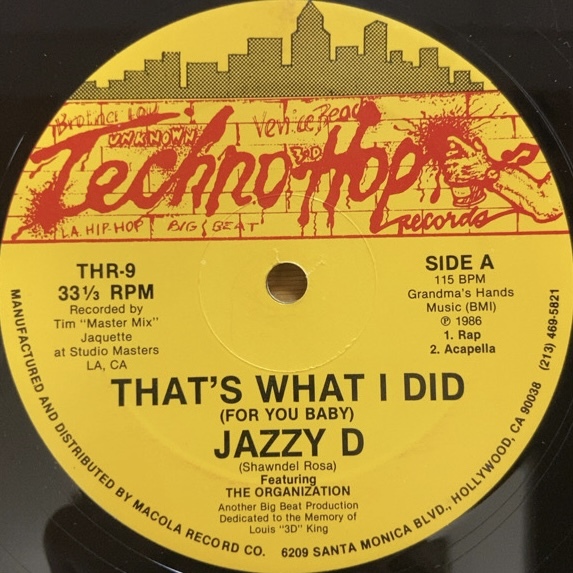 Venice Beach
UNKNOWN
3D
Techno Hop
records
L.A. HIP-HOP BIG BEAT
THR-9
33 1/3 RPM
Recorded by
Tim "Master Mix"
Jaquette
at Studio Masters
LA, CA
SIDE A
115 BPM
Grandma's Hands
Music (BMI)
℗ 1986
1. Rap
2. Acapella
THAT'S WHAT I DID
(FOR YOU BABY)
JAZZY D
(Shawndel Rosa)
Featuring
THE ORGANIZATION
Another Big Beat Production
Dedicated to the Memory of
Louis "3D" King
MANUFACTURED AND DISTRIBUTED BY MACOLA RECORD CO. 6209 SANTA MONICA BLVD., HOLLYWOOD, CA 90038 (213) 469-5821